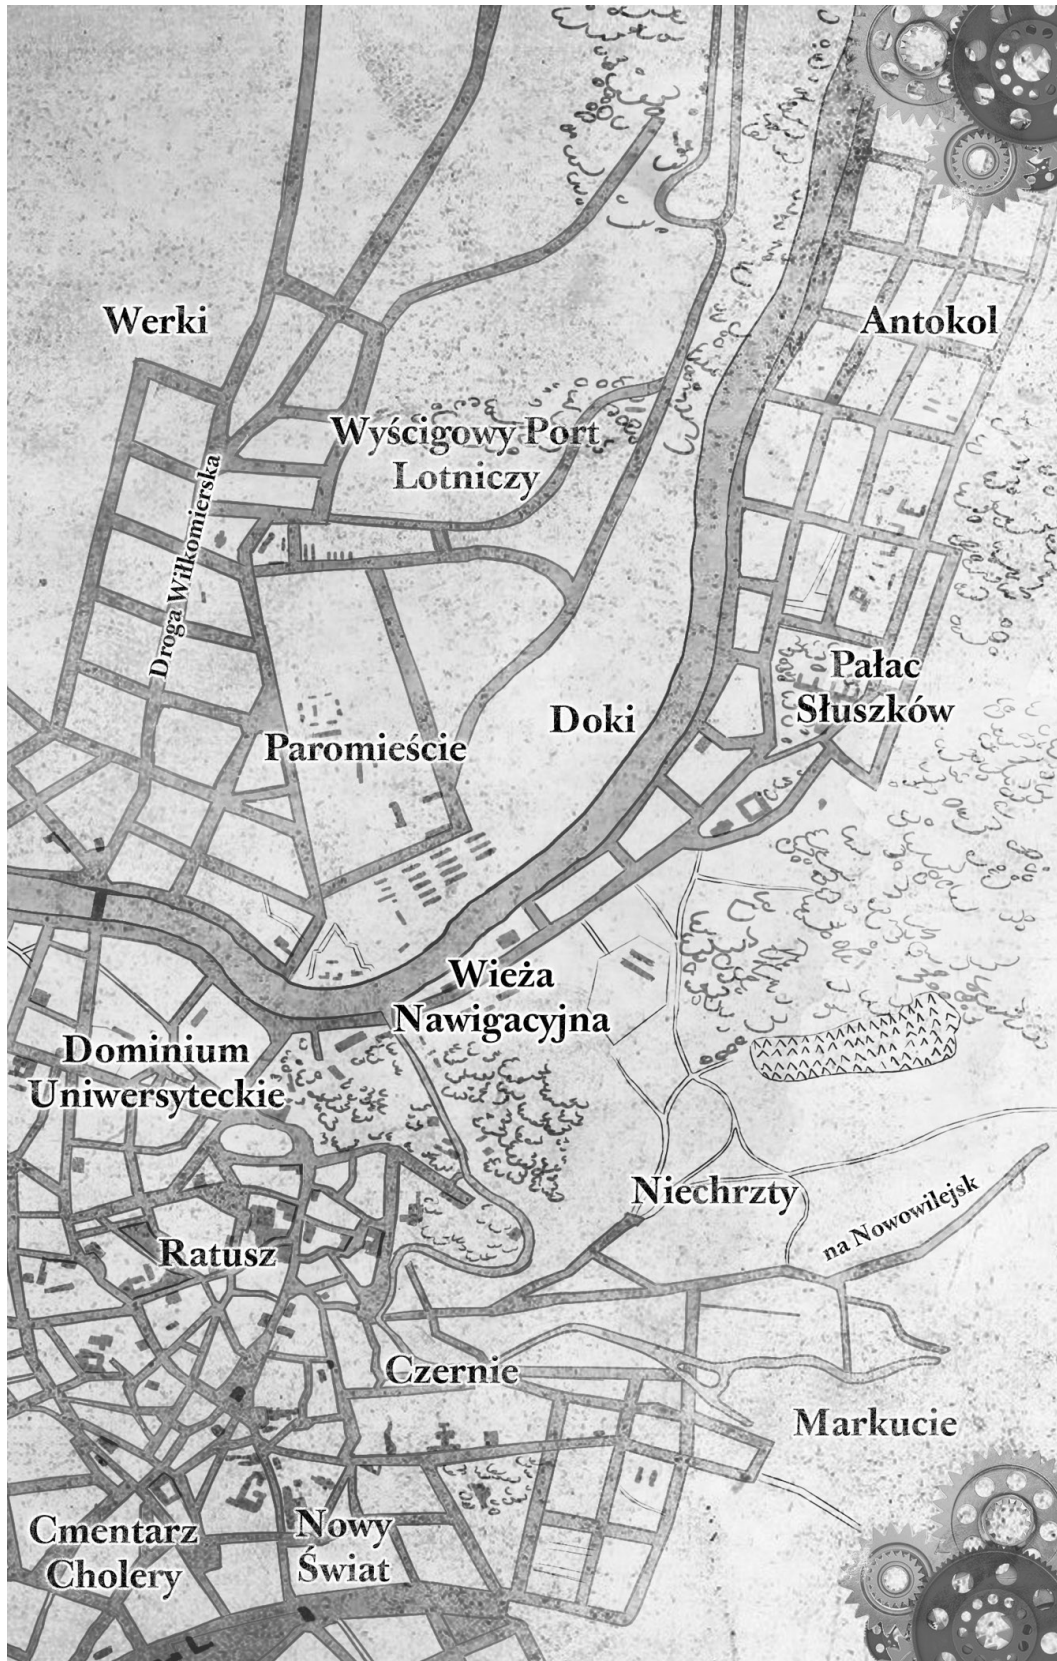 Werki
Antokol
Wyścigowy Port
Lotniczy
Droga Wiłkomierska
Pałac
Słuszków
Doki
Paromieście
Wieża
Nawigacyjna
Dominium
Uniwersyteckie
Niechrzty
na Nowowilejsk
Ratusz
Czernie
Markucie
Cmentarz
Cholery
Nowy
Świat